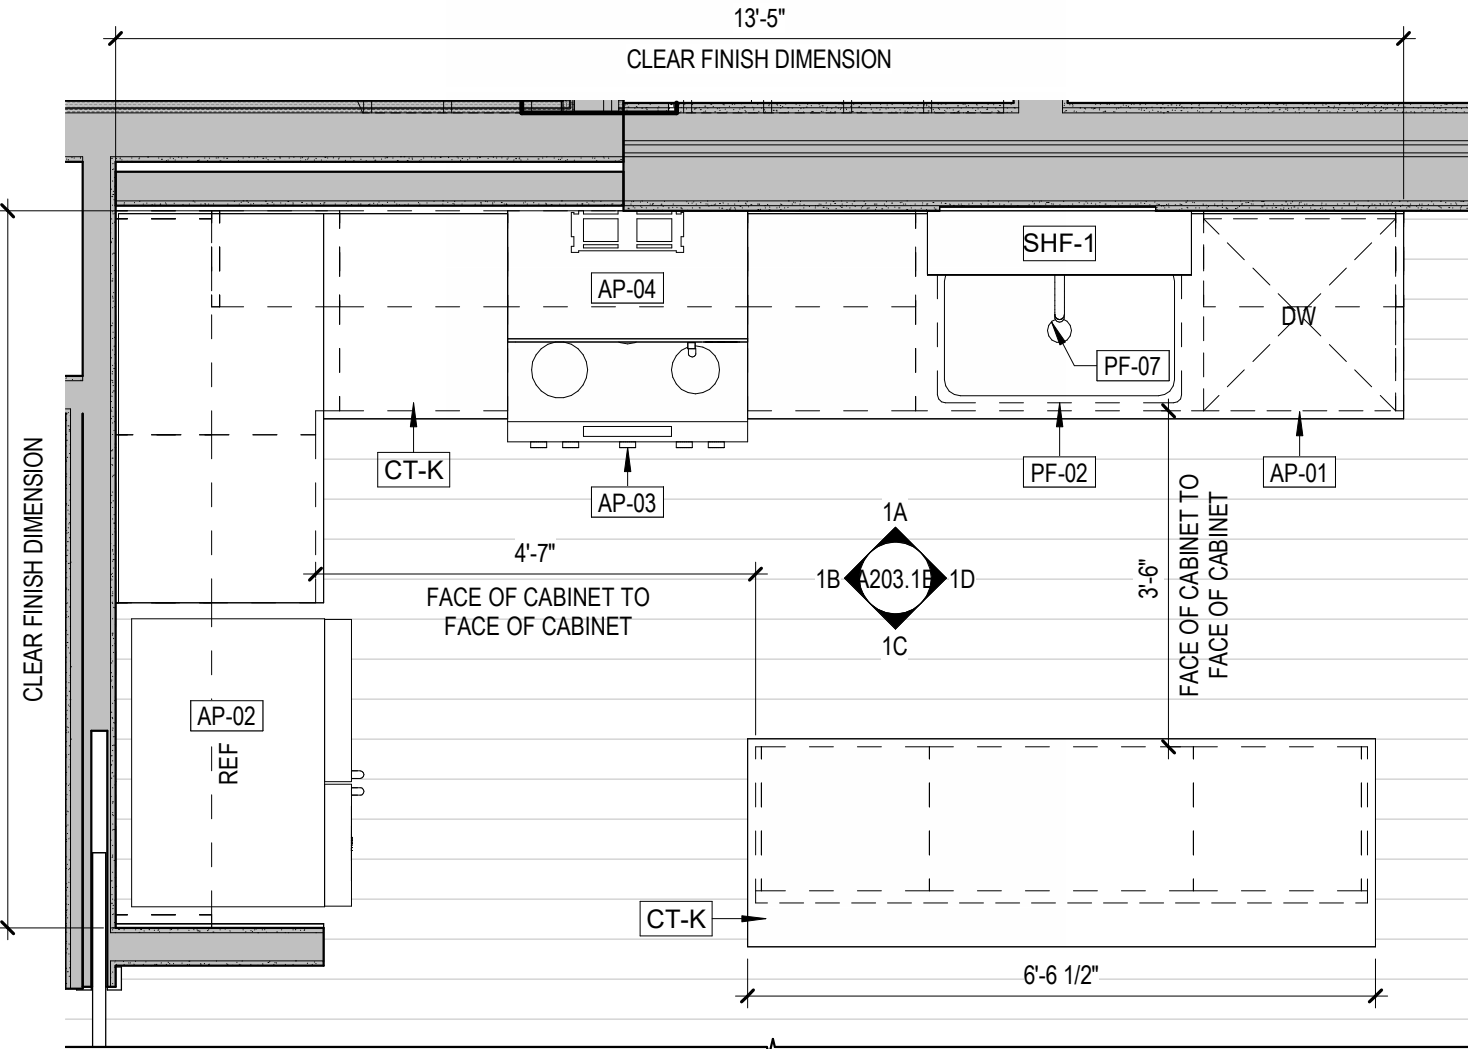 13'-5"
CLEAR FINISH DIMENSION
SHF-1
AP-04
DW
PF-07
CT-K
PF-02
AP-01
AP-03
CLEAR FINISH DIMENSION
1A
4'-7"
1B
A203.1E
1D
3'-6"
FACE OF CABINET TO
FACE OF CABINET
FACE OF CABINET TO
FACE OF CABINET
1C
AP-02
REF
CT-K
6'-6 1/2"